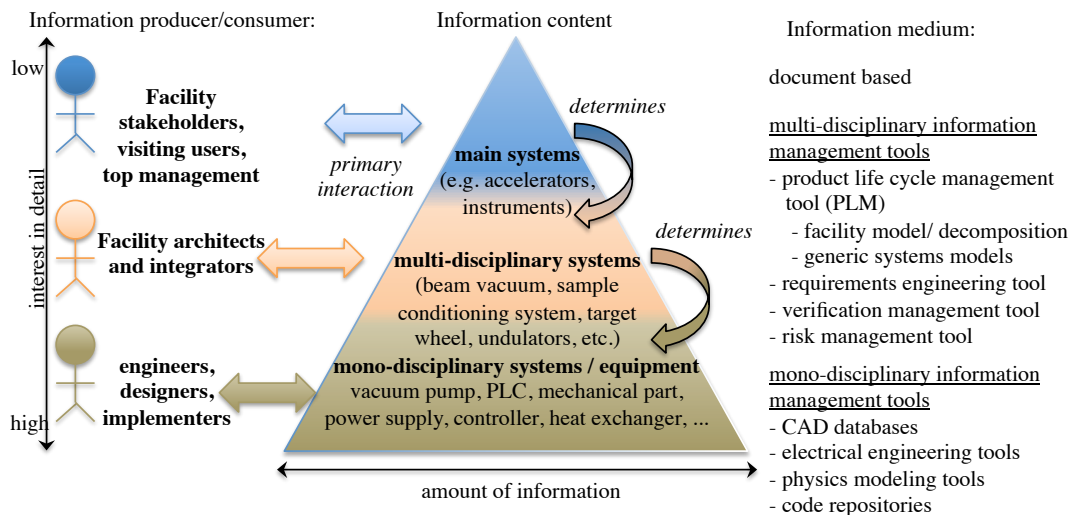 Information producer/consumer:
low
interest in detail
high
Facility
stakeholders,
visiting users,
top management
Facility architects
and integrators
engineers,
designers,
implementers
primary
interaction
Information content
determines
main systems
(e.g. accelerators,
instruments)
determines
multi-disciplinary systems
(beam vacuum, sample
conditioning system, target
wheel, undulators, etc.)
mono-disciplinary systems / equipment
vacuum pump, PLC, mechanical part,
power supply, controller, heat exchanger, ...
amount of information
Information medium:
document based
multi-disciplinary information
management tools
- product life cycle management
tool (PLM)
- facility model/ decomposition
- generic systems models
- requirements engineering tool
- verification management tool
- risk management tool
mono-disciplinary information
management tools
- CAD databases
- electrical engineering tools
- physics modeling tools
- code repositories